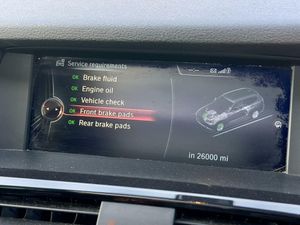 Service requirements
OK Brake fluid
OK Engine oil
OK Vehicle check
OK Front brake pads
OK Rear brake pads
in 26000 mi